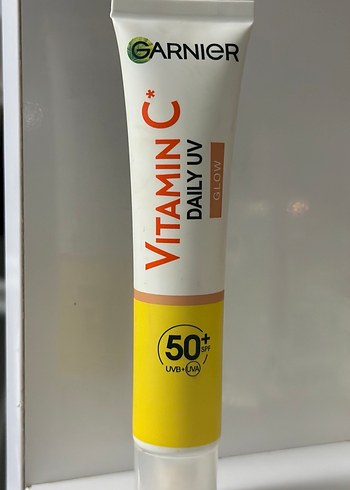 GARNIER
VITAMIN C*
DAILY UV
GLOW
50+
SPF
UVB+UVA